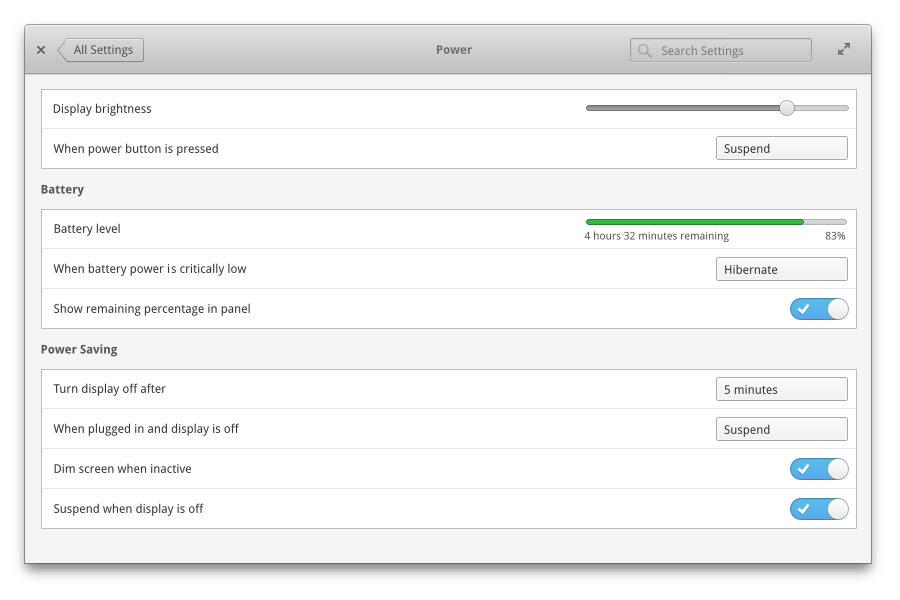 All Settings
Power
Search Settings
Display brightness
When power button is pressed
Suspend
Battery
Battery level
4 hours 32 minutes remaining
83%
When battery power is critically low
Hibernate
Show remaining percentage in panel
Power Saving
Turn display off after
5 minutes
When plugged in and display is off
Suspend
Dim screen when inactive
Suspend when display is off